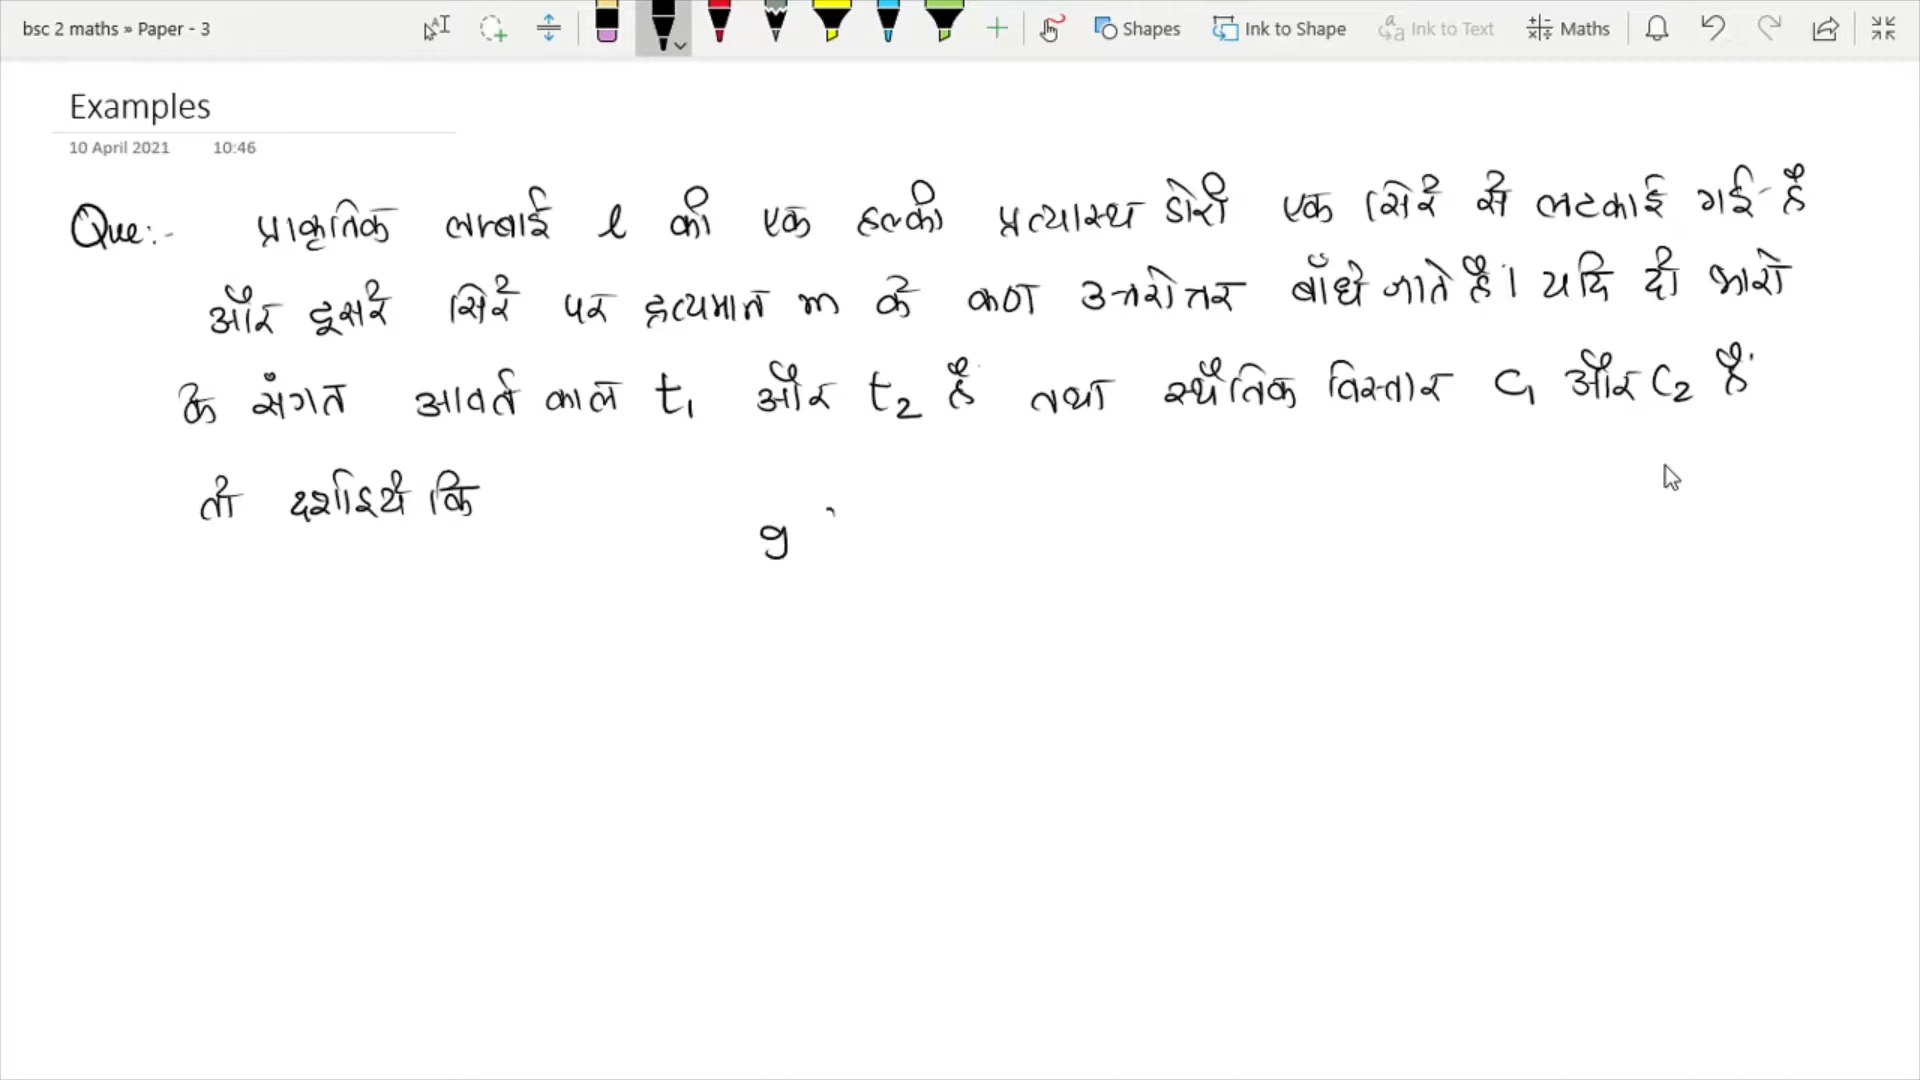 bsc 2 maths » Paper - 3 Shapes Ink to Shape Ink to Text Maths
Examples
10 April 2021 10:46
Que:- प्राकृतिक लम्बाई l की एक हल्की प्रत्यास्थ डोरी एक सिरे से लटकाई गई है
और दूसरे सिरे पर द्रव्यमान m के कण उत्तरोत्तर बाँधे जाते है। यदि दो भारो
के संगत आवर्त काल t₁ और t₂ है तथा स्थैतिक विस्तार C₁ और C₂ है
तो दर्शाइये कि
g